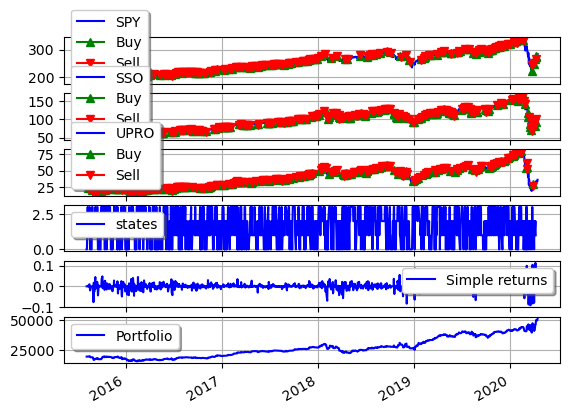 SPY
Buy
Sell
300
200
SSO
Buy
Sell
150
100
50
UPRO
Buy
Sell
75
50
25
states
2.5
0.0
Simple returns
0.1
0.0
−0.1
Portfolio
50000
25000
2016 2017 2018 2019 2020